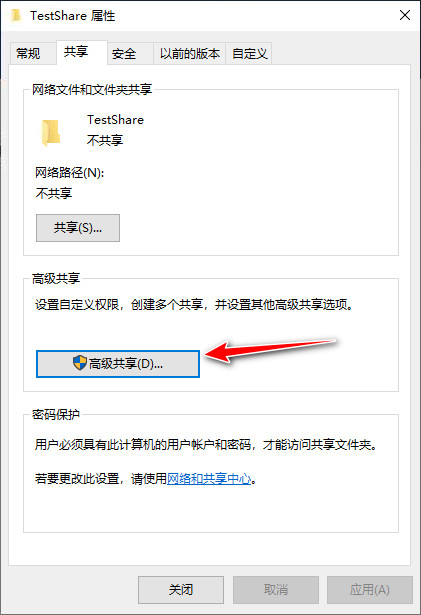 TestShare 属性
常规
共享
安全
以前的版本
自定义
网络文件和文件夹共享
TestShare
不共享
网络路径(N):
不共享
共享(S)...
高级共享
设置自定义权限，创建多个共享，并设置其他高级共享选项。
高级共享(D)...
密码保护
用户必须具有此计算机的用户帐户和密码，才能访问共享文件夹。
若要更改此设置，请使用网络和共享中心。
关闭
取消
应用(A)